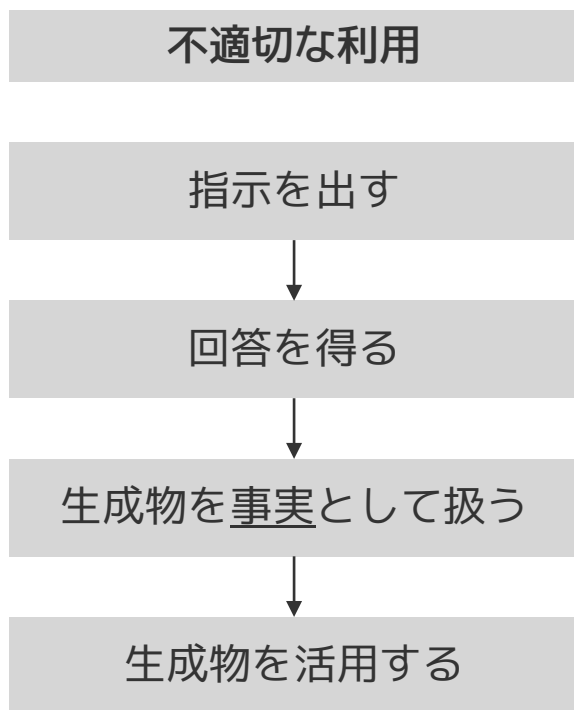 不適切な利用
指示を出す
回答を得る
生成物を事実として扱う
生成物を活用する